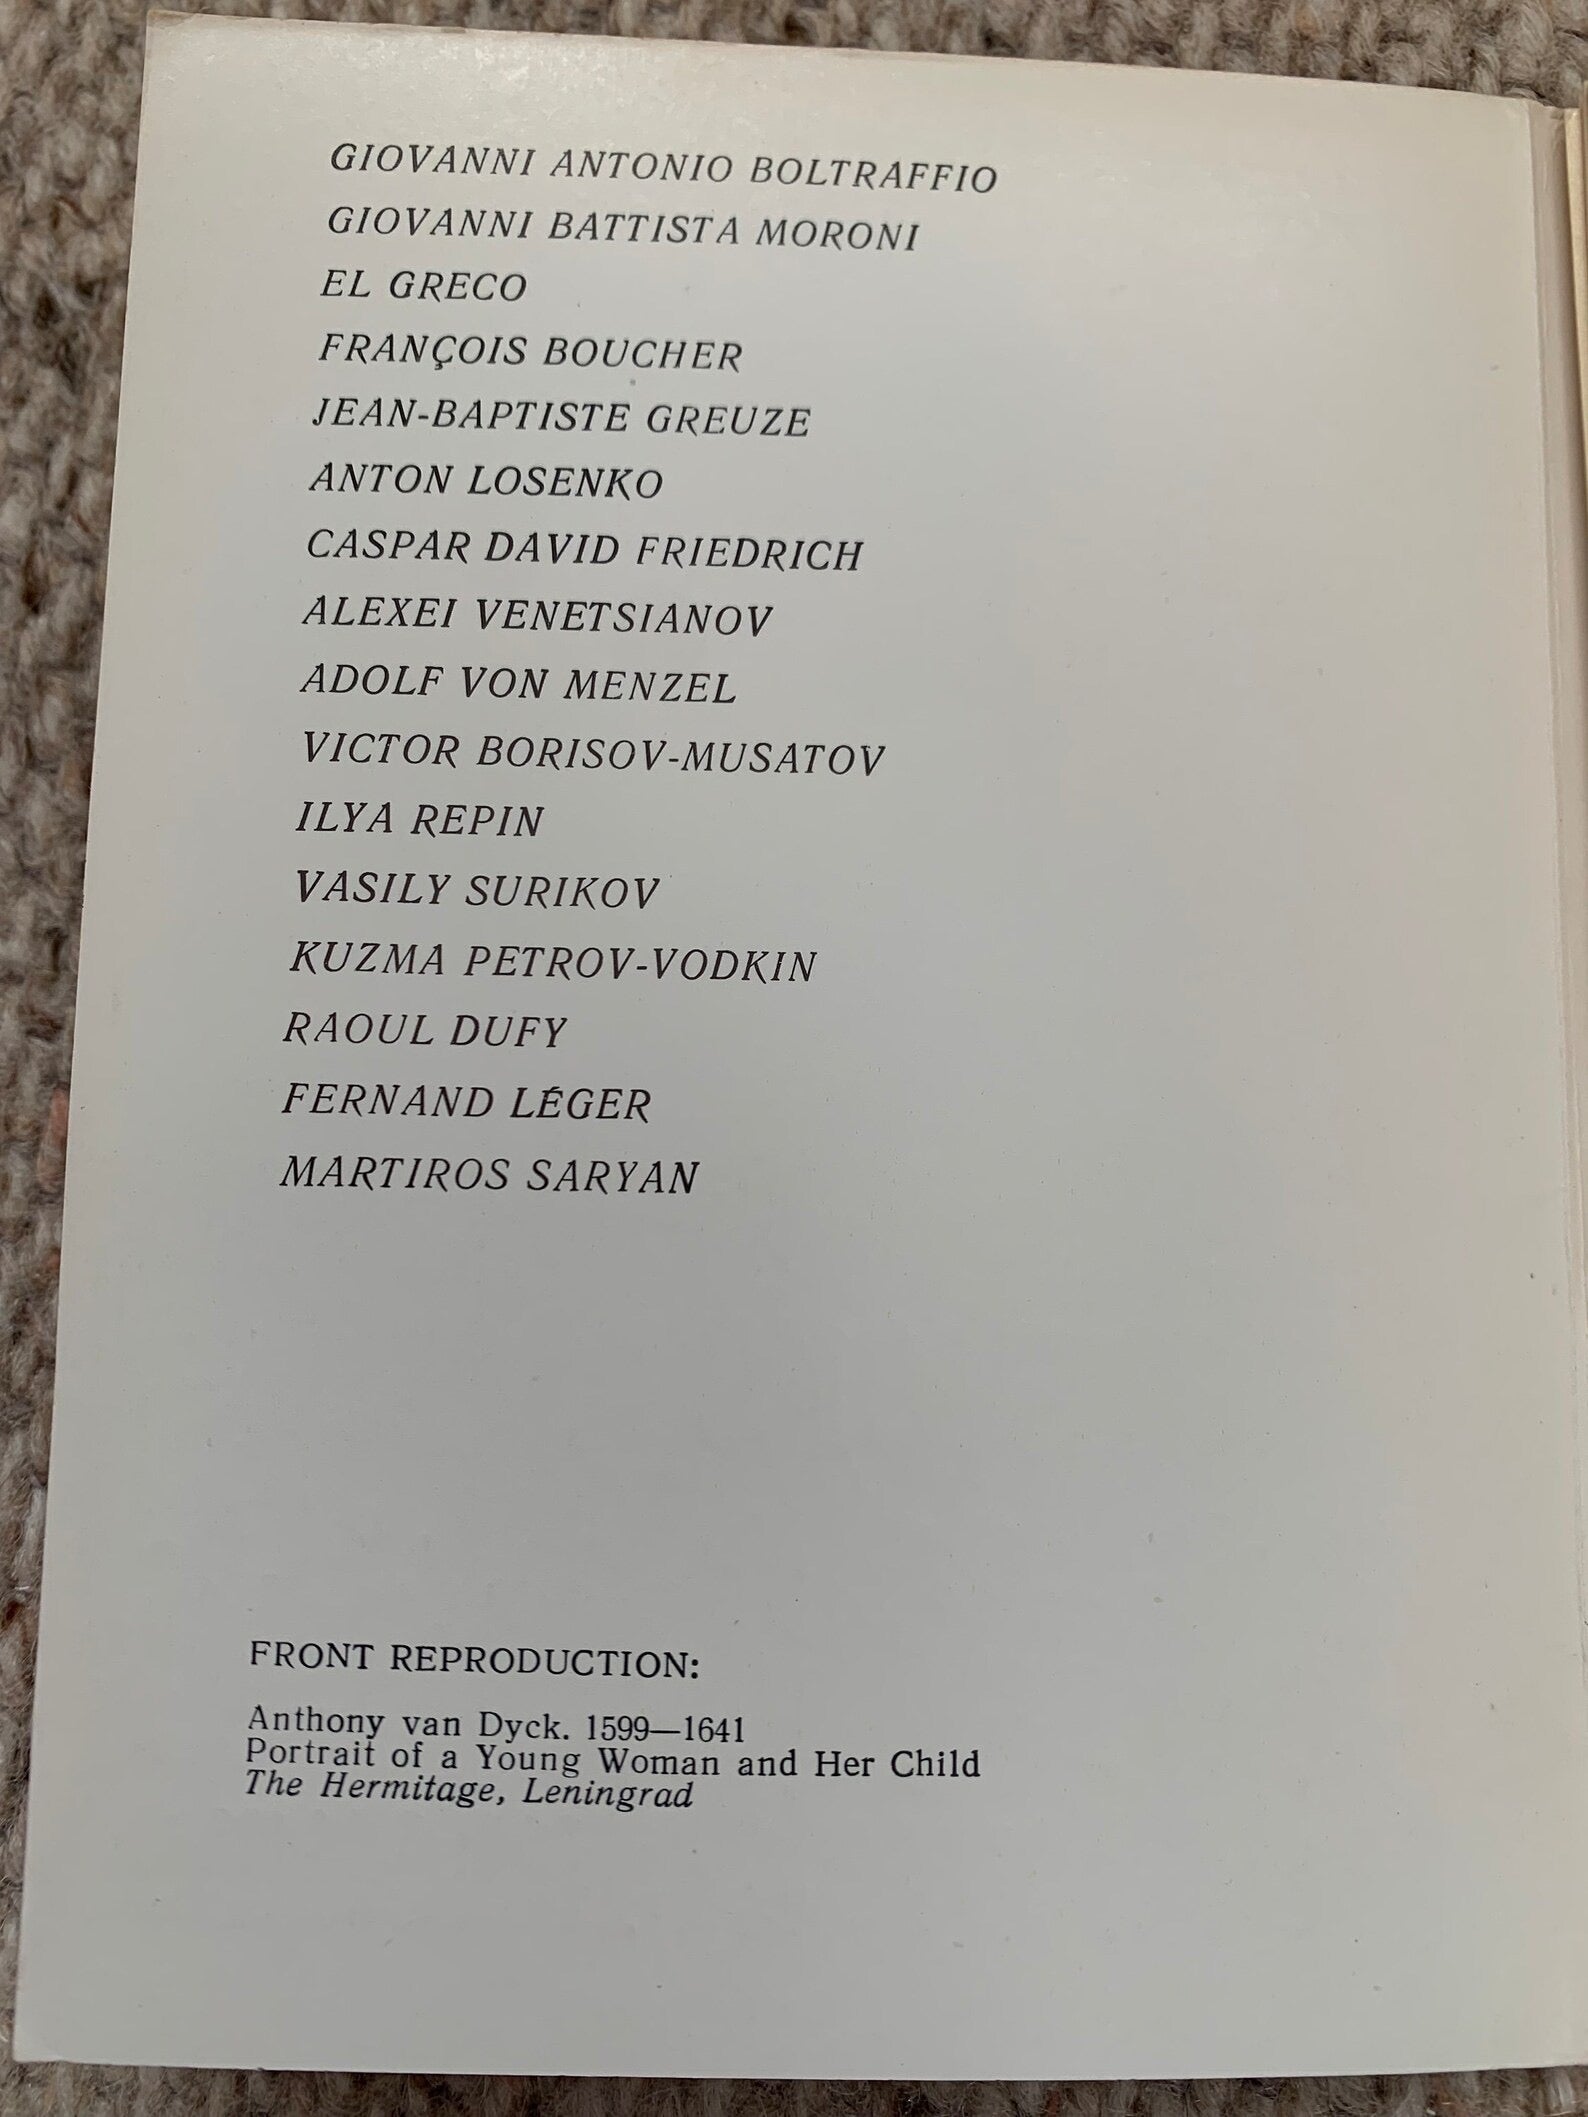 GIOVANNI ANTONIO BOLTRAFFIO
GIOVANNI BATTISTA MORONI
EL GRECO
FRANÇOIS BOUCHER
JEAN-BAPTISTE GREUZE
ANTON LOSENKO
CASPAR DAVID FRIEDRICH
ALEXEI VENETSIANOV
ADOLF VON MENZEL
VICTOR BORISOV-MUSATOV
ILYA REPIN
VASILY SURIKOV
KUZMA PETROV-VODKIN
RAOUL DUFY
FERNAND LÉGER
MARTIROS SARYAN
FRONT REPRODUCTION:
Anthony van Dyck. 1599—1641
Portrait of a Young Woman and Her Child
The Hermitage, Leningrad